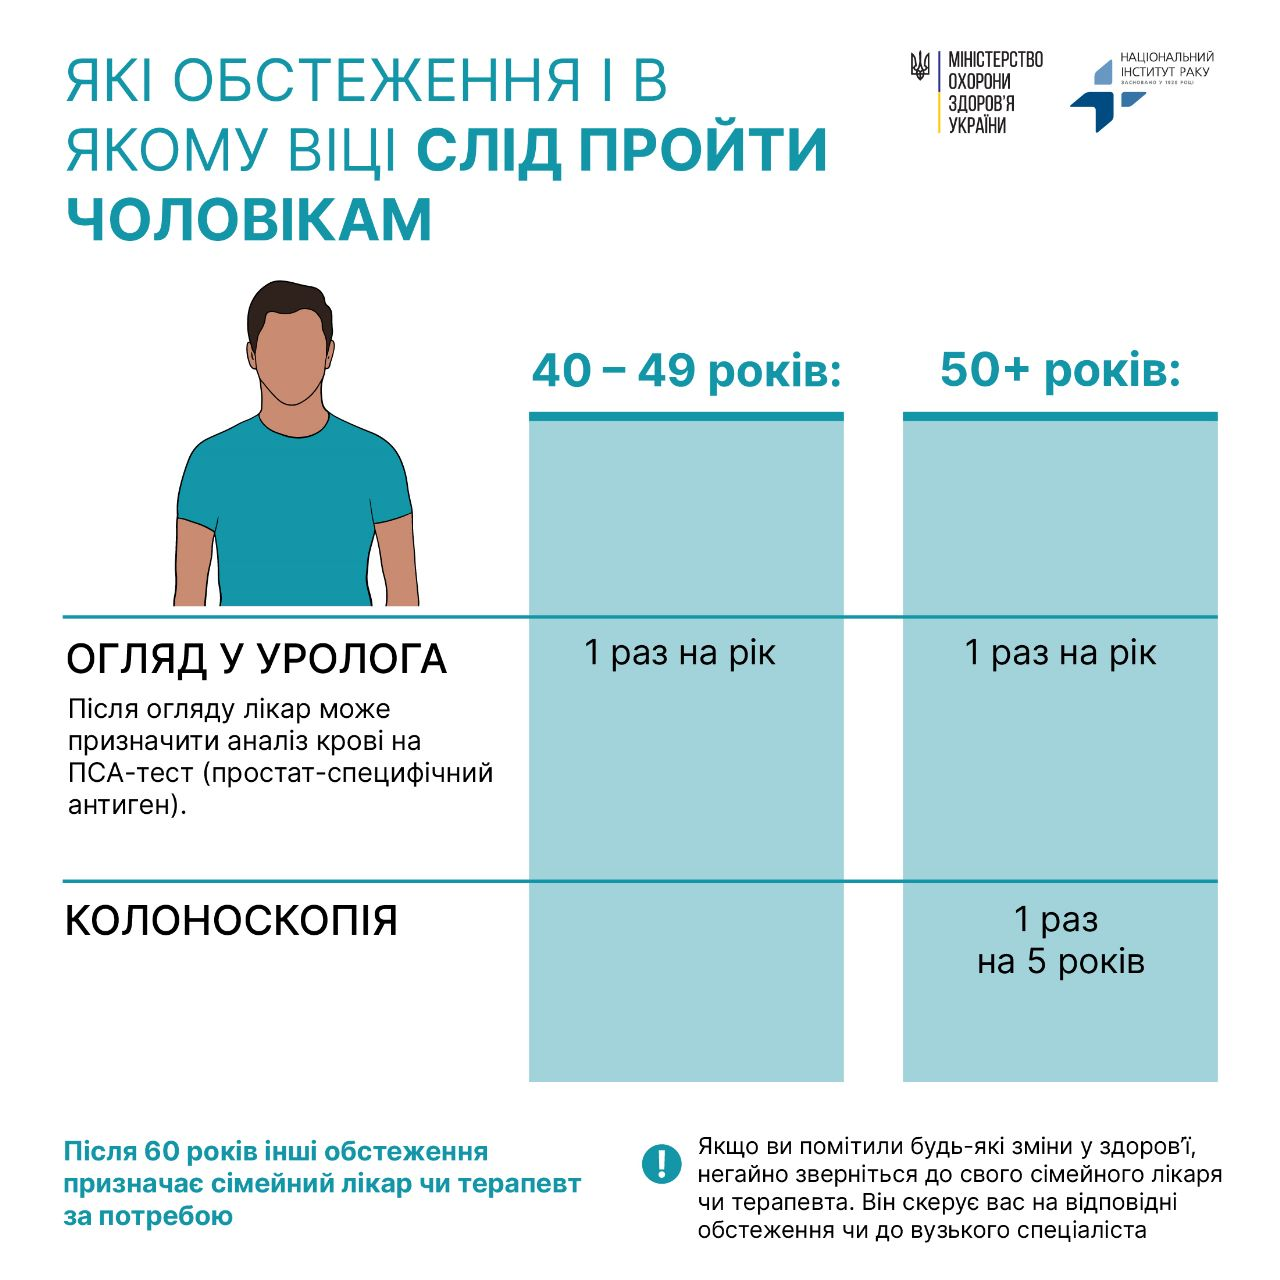 ЯКІ ОБСТЕЖЕННЯ І В
ЯКОМУ ВІЦІ СЛІД ПРОЙТИ
ЧОЛОВІКАМ
МІНІСТЕРСТВО
ОХОРОНИ
ЗДОРОВ'Я
УКРАЇНИ
НАЦІОНАЛЬНИЙ
ІНСТИТУТ РАКУ
ЗАСНОВАНО У 1920 РОЦІ
40 – 49 років:
50+ років:
ОГЛЯД У УРОЛОГА
1 раз на рік
1 раз на рік
Після огляду лікар може
призначити аналіз крові на
ПСА-тест (простат-специфічний
антиген).
КОЛОНОСКОПІЯ
1 раз
на 5 років
Після 60 років інші обстеження
призначає сімейний лікар чи терапевт
за потребою
!
Якщо ви помітили будь-які зміни у здоров'ї,
негайно зверніться до свого сімейного лікаря
чи терапевта. Він скерує вас на відповідні
обстеження чи до вузького спеціаліста